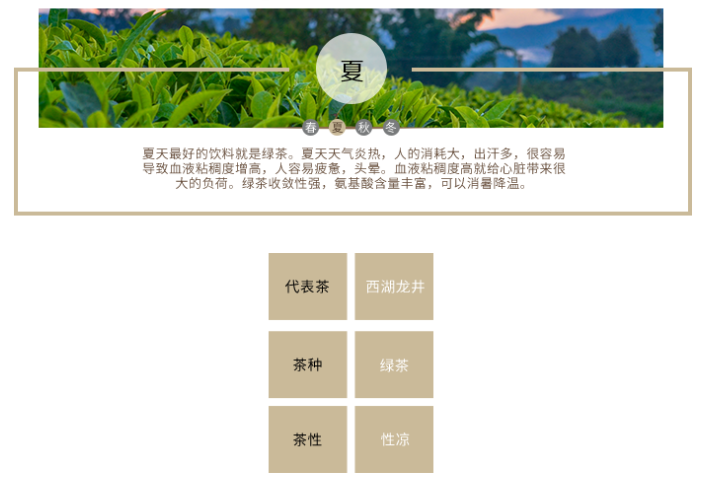 夏
春 夏 秋 冬
夏天最好的饮料就是绿茶。夏天天气炎热，人的消耗大，出汗多，很容易
导致血液粘稠度增高，人容易疲惫，头晕。血液粘稠度高就给心脏带来很
大的负荷。绿茶收敛性强，氨基酸含量丰富，可以消暑降温。
代表茶 西湖龙井
茶种 绿茶
茶性 性凉